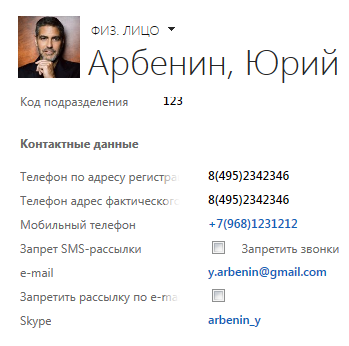 ФИЗ. ЛИЦО
Арбенин, Юрий
Код подразделения 123
Контактные данные
Телефон по адресу регистра 8(495)2342346
Телефон адрес фактического 8(495)2342346
Мобильный телефон +7(968)1231212
Запрет SMS-рассылки Запретить звонки
e-mail y.arbenin@gmail.com
Запретить рассылку по e-ma
Skype arbenin_y